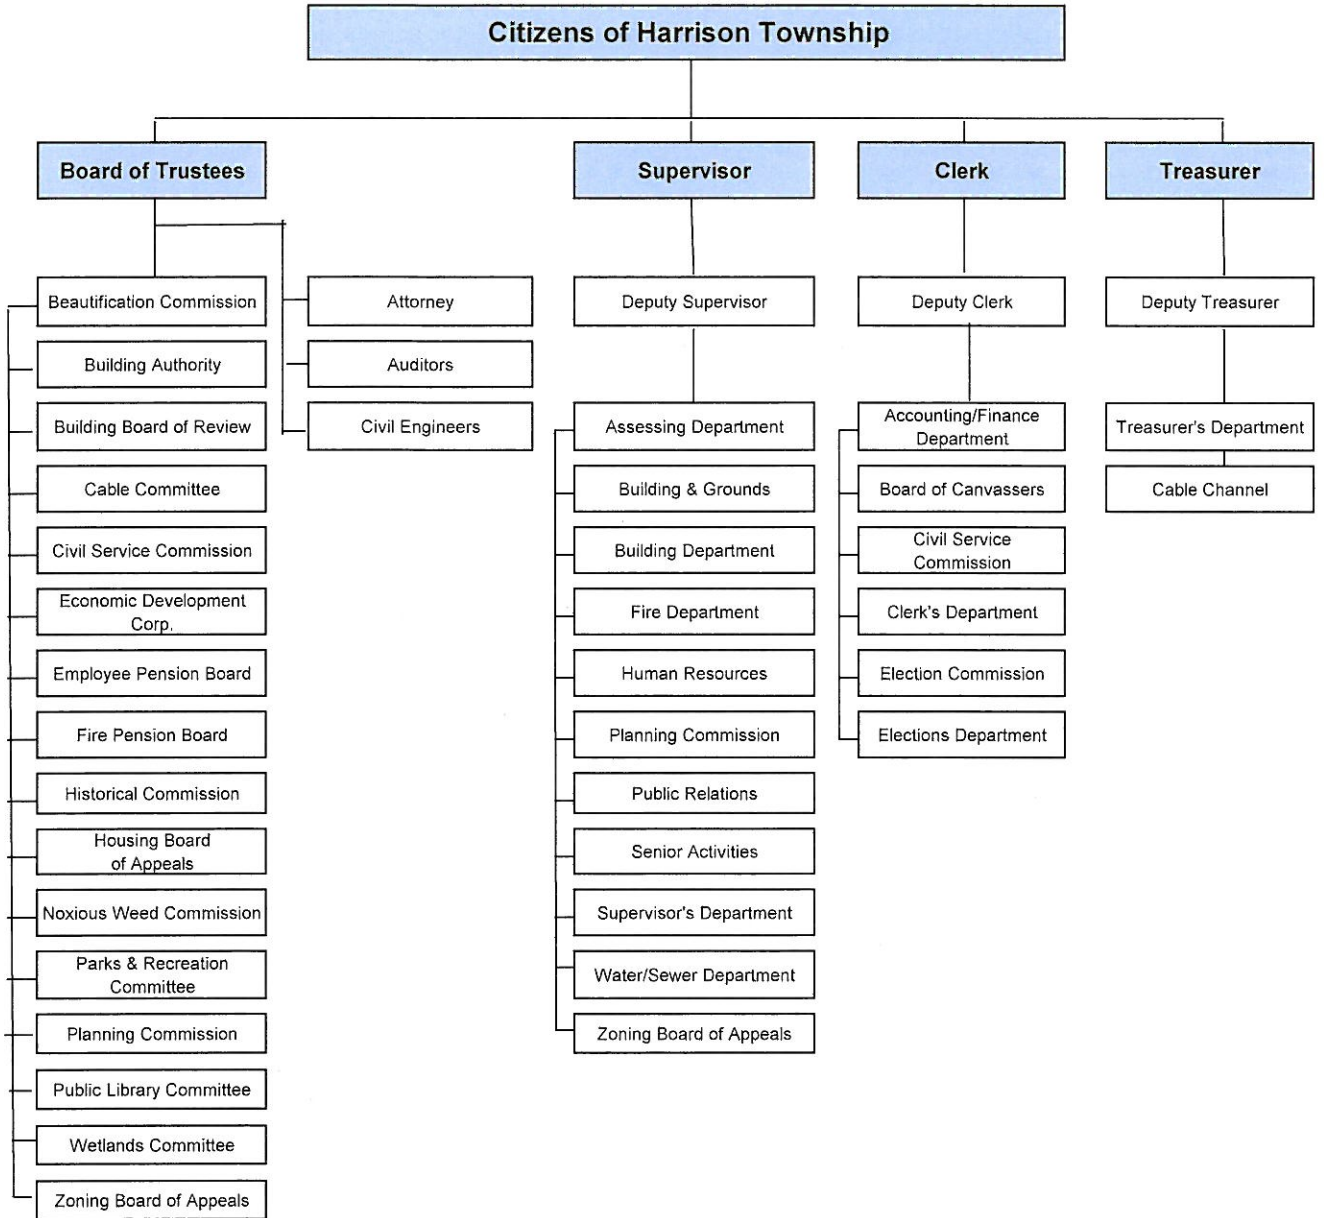 Citizens of Harrison Township
Board of Trustees
Supervisor
Clerk
Treasurer
Beautification Commission
Building Authority
Building Board of Review
Cable Committee
Civil Service Commission
Economic Development
Corp.
Employee Pension Board
Fire Pension Board
Historical Commission
Housing Board
of Appeals
Noxious Weed Commission
Parks & Recreation
Committee
Planning Commission
Public Library Committee
Wetlands Committee
Zoning Board of Appeals
Attorney
Auditors
Civil Engineers
Deputy Supervisor
Assessing Department
Building & Grounds
Building Department
Fire Department
Human Resources
Planning Commission
Public Relations
Senior Activities
Supervisor's Department
Water/Sewer Department
Zoning Board of Appeals
Deputy Clerk
Accounting/Finance
Department
Board of Canvassers
Civil Service
Commission
Clerk's Department
Election Commission
Elections Department
Deputy Treasurer
Treasurer's Department
Cable Channel